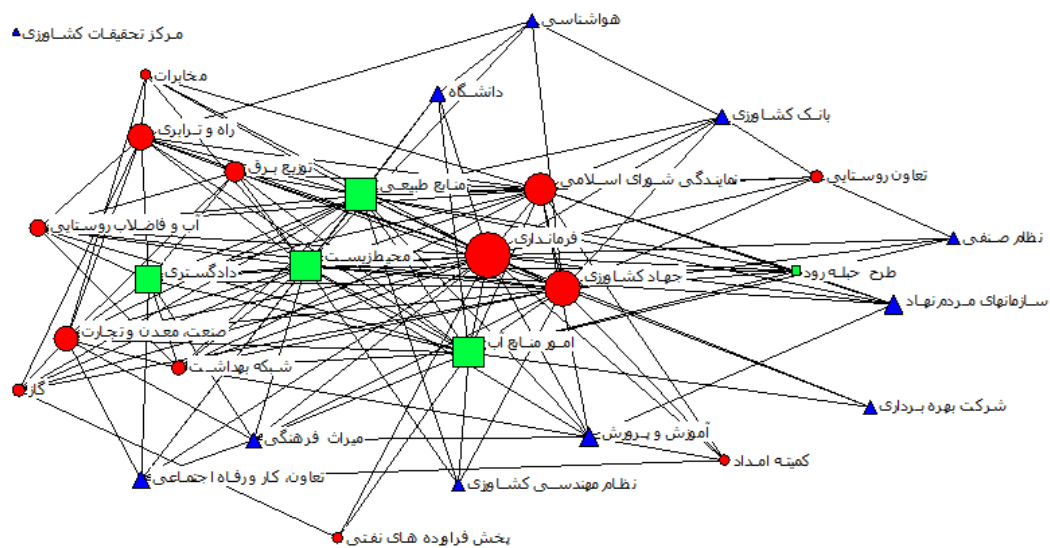 هواشناسی
مرکز تحقیقات کشاورزی
مخابرات
دانشگاه
بانک کشاورزی
راه و ترابری
توزیع برق
منابع طبیعی
نمایندگی شورای اسلامی
تعاون روستایی
آب و فاضلاب روستایی
فرمانداری
نظام صنفی
محیط‌زیست
دادگستری
جهاد کشاورزی
طرح حبله رود
سازمانهای مردم‌نهاد
صنعت، معدن و تجارت
امور منابع آب
شبکه بهداشت
گاز
شرکت بهره برداری
میراث فرهنگی
آموزش و پرورش
کمیته امداد
تعاون، کار ورفاه اجتماعی
نظام مهندسی کشاورزی
پخش فراورده های نفتی